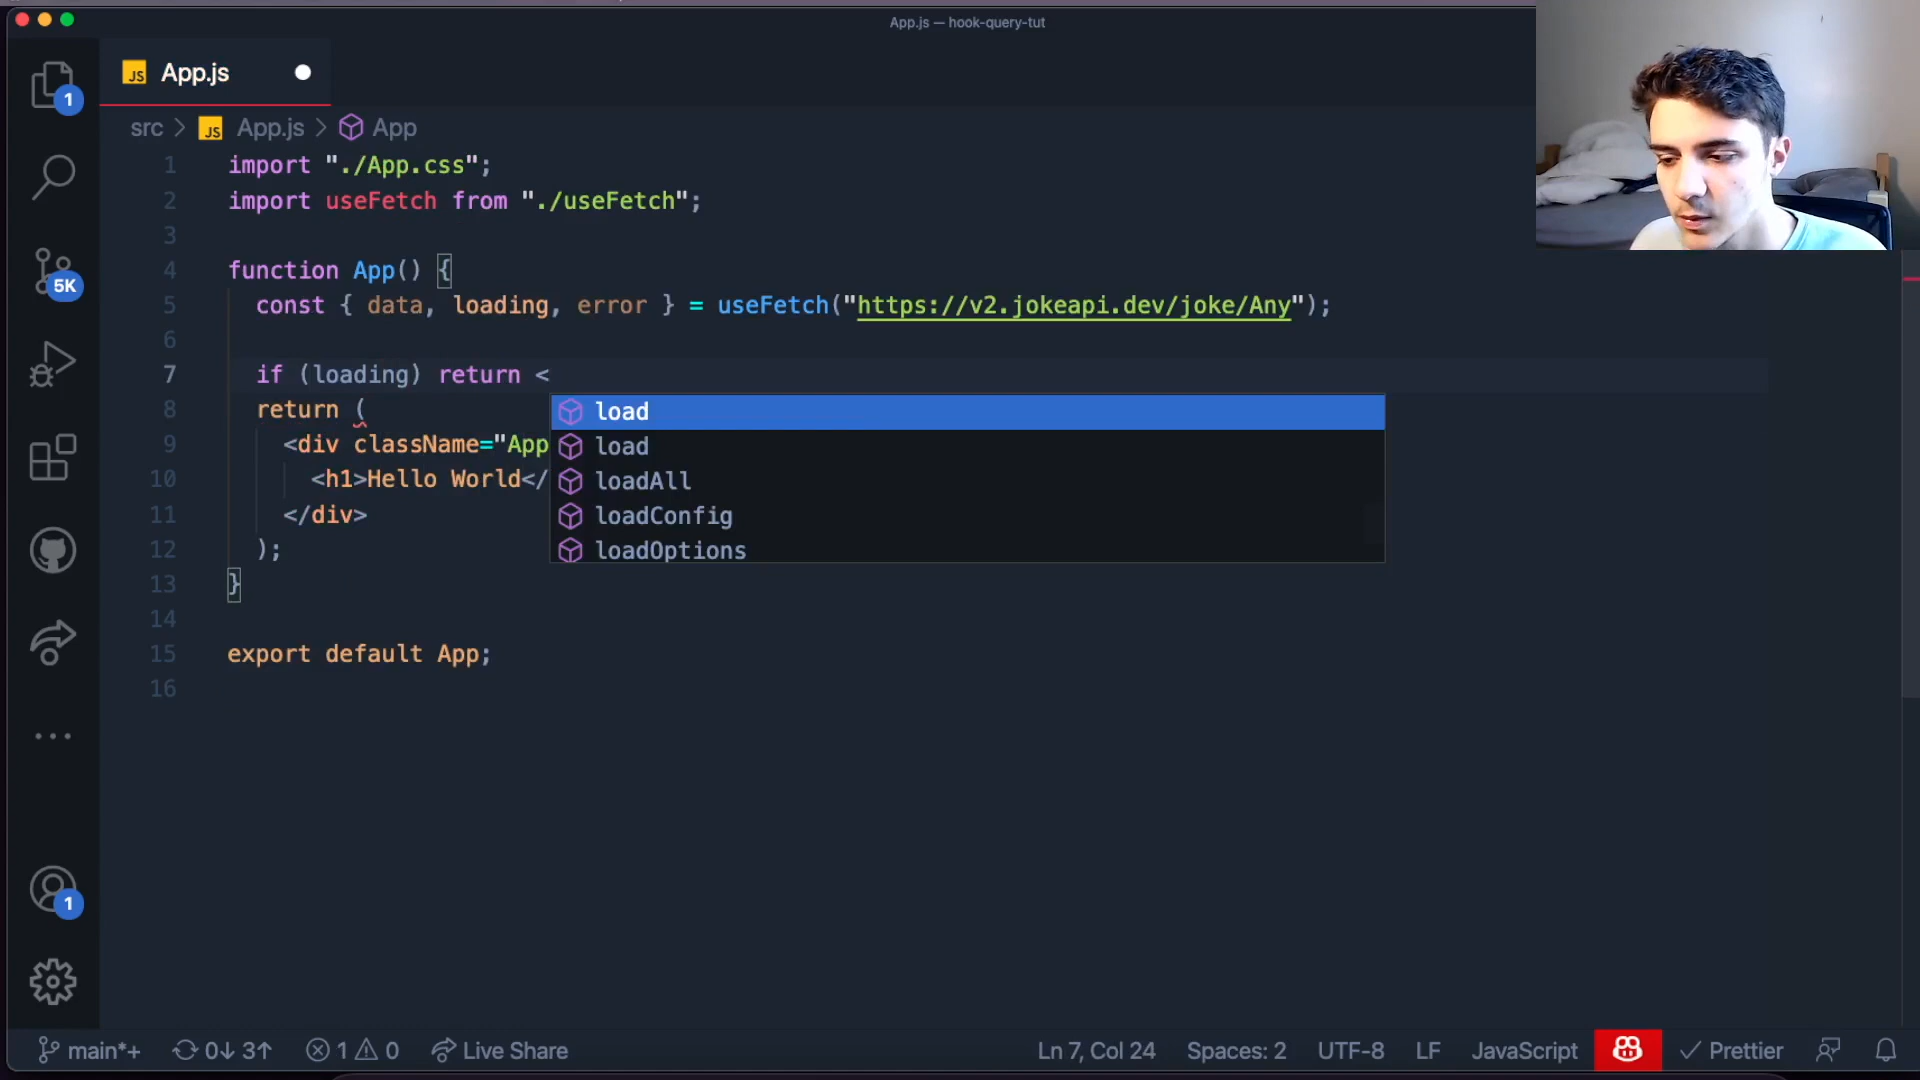 App.js — hook-query-tut
JS App.js
1
src > JS App.js > App
1 import "./App.css";
2 import useFetch from "./useFetch";
3
4 function App() {
5 const { data, loading, error } = useFetch("https://v2.jokeapi.dev/joke/Any");
6
7 if (loading) return <
8 return (
9 <div className="App
10 <h1>Hello World</
11 </div>
12 );
13 }
14
15 export default App;
16
load
load
loadAll
loadConfig
loadOptions
5K
1
main*+ 0↓ 3↑ 1 0 Live Share Ln 7, Col 24 Spaces: 2 UTF-8 LF JavaScript Prettier